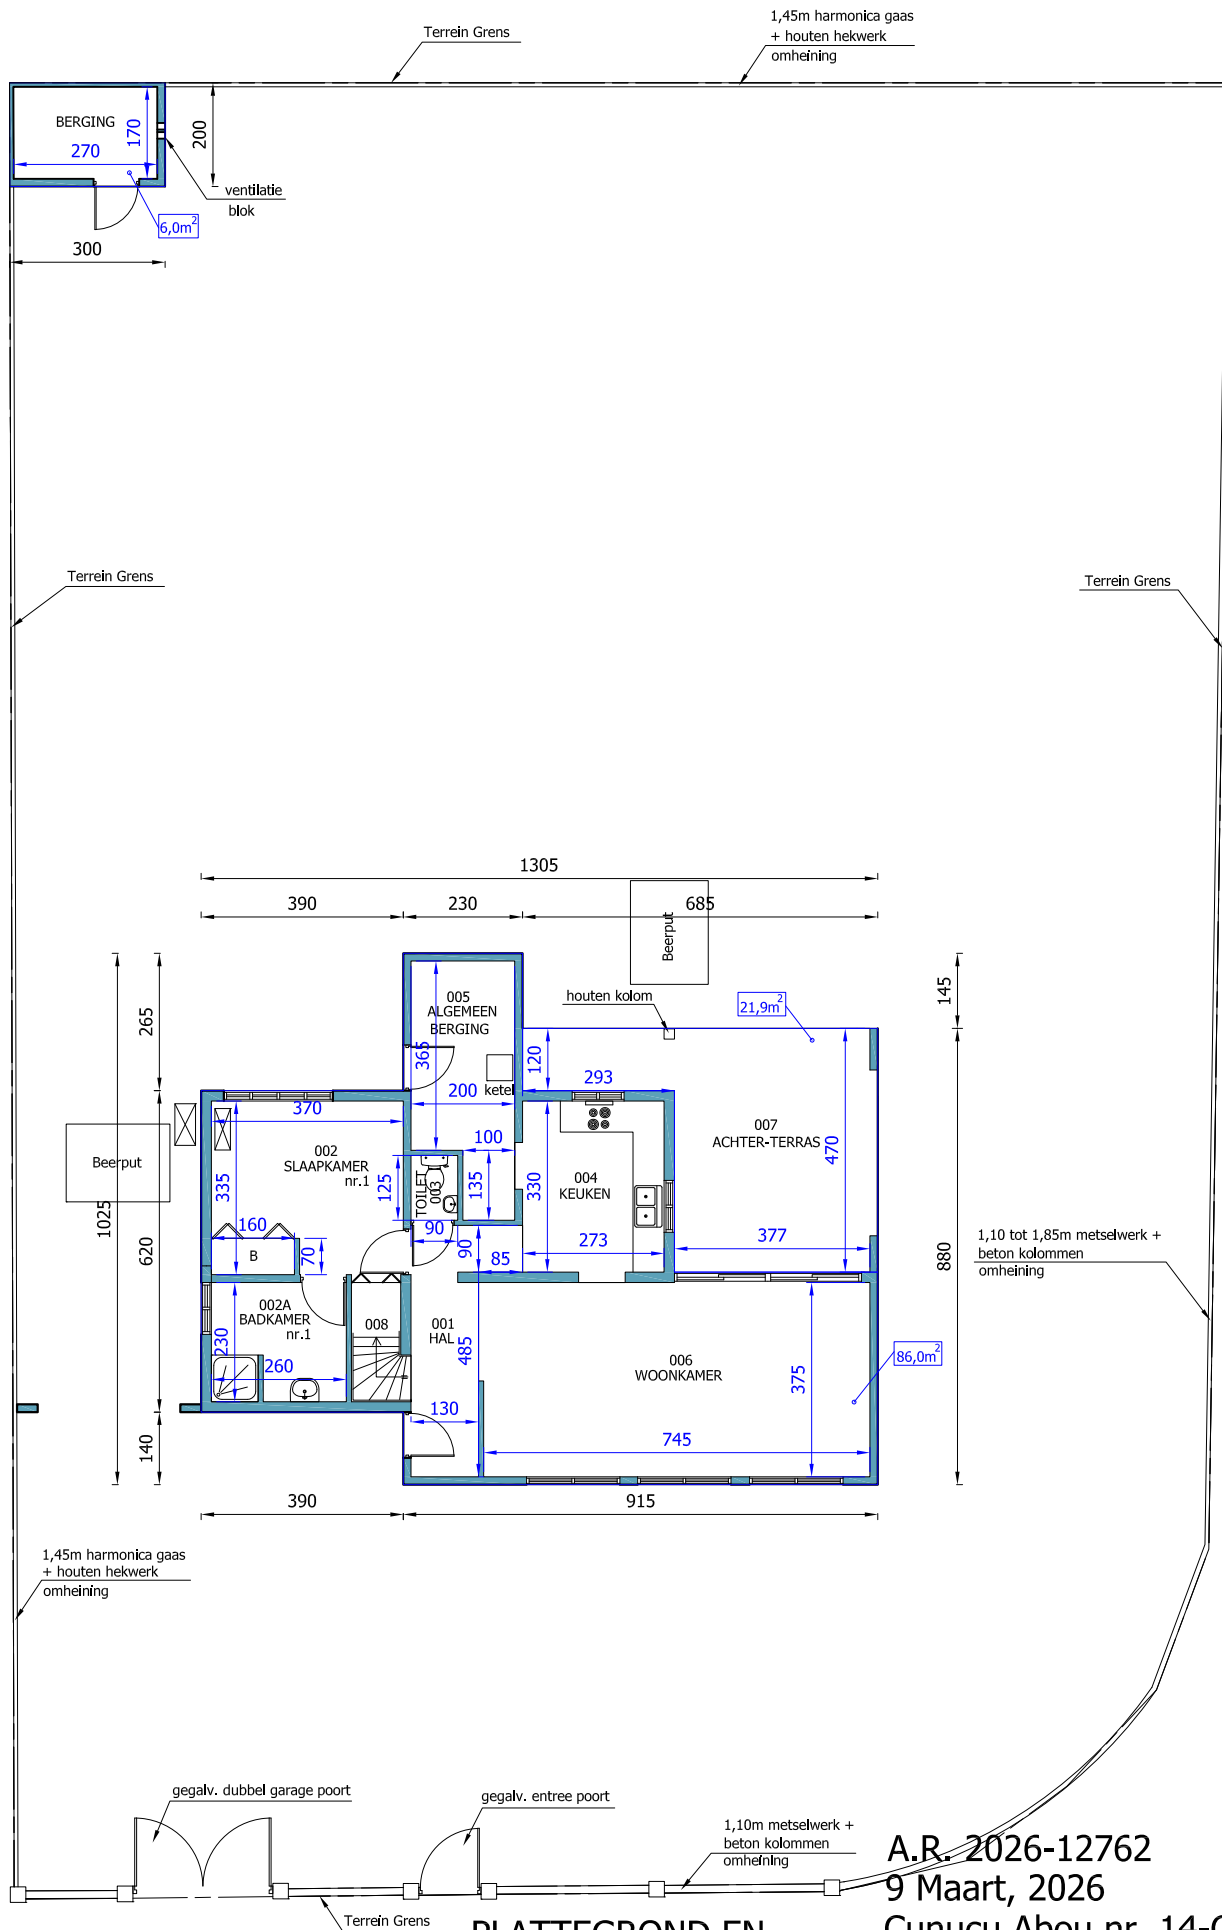 Terrein Grens
1,45m harmonica gaas
+ houten hekwerk
omheining
BERGING
170
270
200
ventilatie
blok
6,0m²
300
Terrein Grens
Terrein Grens
1305
390
230
685
Beerput
265
145
005
ALGEMEEN
BERGING
houten kolom
21,9m²
365
120
293
200
ketel
370
007
ACHTER-TERRAS
470
Beerput
002
SLAAPKAMER
nr.1
100
335
125
TOILET
003
135
330
004
KEUKEN
1025
620
160
90
90
273
377
880
1,10 tot 1,85m metselwerk +
beton kolommen
omheining
B
70
85
002A
BADKAMER
nr.1
008
001
HAL
485
230
260
006
WOONKAMER
375
86,0m²
130
745
140
390
915
1,45m harmonica gaas
+ houten hekwerk
omheining
gegalv. dubbel garage poort
gegalv. entree poort
1,10m metselwerk +
beton kolommen
omheining
A.R. 2026-12762
9 Maart, 2026
Terrein Grens